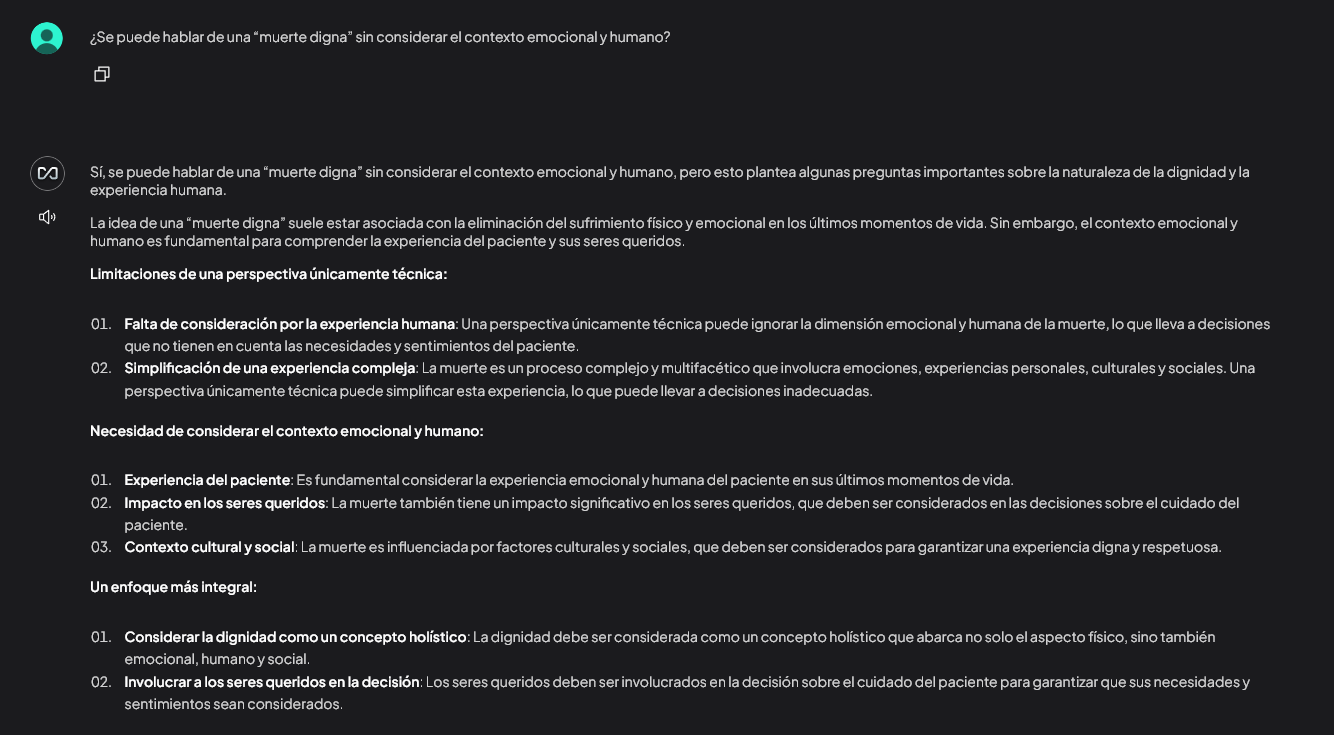 ¿Se puede hablar de una “muerte digna” sin considerar el contexto emocional y humano?
Sí, se puede hablar de una “muerte digna” sin considerar el contexto emocional y humano, pero esto plantea algunas preguntas importantes sobre la naturaleza de la dignidad y la
experiencia humana.
La idea de una “muerte digna” suele estar asociada con la eliminación del sufrimiento físico y emocional en los últimos momentos de vida. Sin embargo, el contexto emocional y
humano es fundamental para comprender la experiencia del paciente y sus seres queridos.
Limitaciones de una perspectiva únicamente técnica:
01. Falta de consideración por la experiencia humana: Una perspectiva únicamente técnica puede ignorar la dimensión emocional y humana de la muerte, lo que lleva a decisiones
que no tienen en cuenta las necesidades y sentimientos del paciente.
02. Simplificación de una experiencia compleja: La muerte es un proceso complejo y multifacético que involucra emociones, experiencias personales, culturales y sociales. Una
perspectiva únicamente técnica puede simplificar esta experiencia, lo que puede llevar a decisiones inadecuadas.
Necesidad de considerar el contexto emocional y humano:
01. Experiencia del paciente: Es fundamental considerar la experiencia emocional y humana del paciente en sus últimos momentos de vida.
02. Impacto en los seres queridos: La muerte también tiene un impacto significativo en los seres queridos, que deben ser considerados en las decisiones sobre el cuidado del
paciente.
03. Contexto cultural y social: La muerte es influenciada por factores culturales y sociales, que deben ser considerados para garantizar una experiencia digna y respetuosa.
Un enfoque más integral:
01. Considerar la dignidad como un concepto holístico: La dignidad debe ser considerada como un concepto holístico que abarca no solo el aspecto físico, sino también
emocional, humano y social.
02. Involucrar a los seres queridos en la decisión: Los seres queridos deben ser involucrados en la decisión sobre el cuidado del paciente para garantizar que sus necesidades y
sentimientos sean considerados.